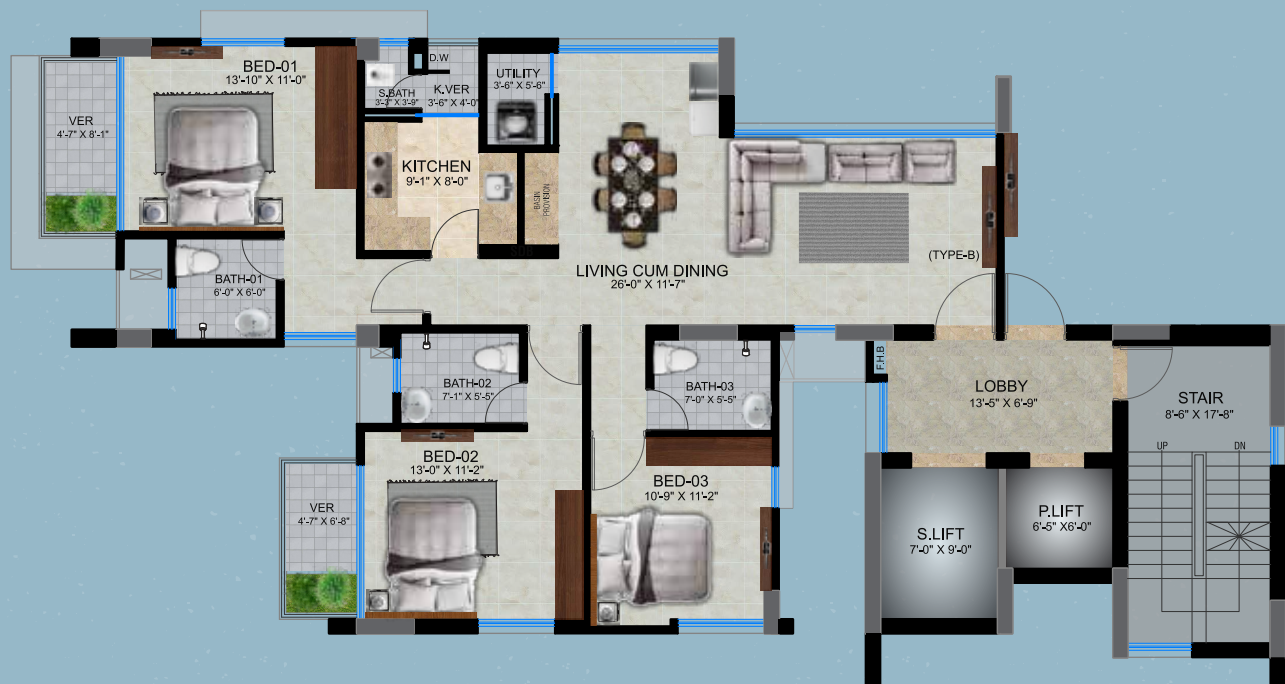 BED-01
13'-10" X 11'-0"
VER
4'-7" X 8'-1"
D.W
S.BATH
3'-3" X 3'-9"
K.VER
3'-6" X 4'-0"
UTILITY
3'-6" X 5'-6"
KITCHEN
9'-1" X 8'-0"
BASIN
PROVISION
LIVING CUM DINING
26'-0" X 11'-7"
(TYPE-B)
BATH-01
6'-0" X 6'-0"
BATH-02
7'-1" X 5'-5"
BATH-03
7'-0" X 5'-5"
F.H.B
LOBBY
13'-5" X 6'-9"
STAIR
8'-6" X 17'-8"
UP
DN
BED-02
13'-0" X 11'-2"
VER
4'-7" X 6'-8"
BED-03
10'-9" X 11'-2"
S.LIFT
7'-0" X 9'-0"
P.LIFT
6'-5" X6'-0"